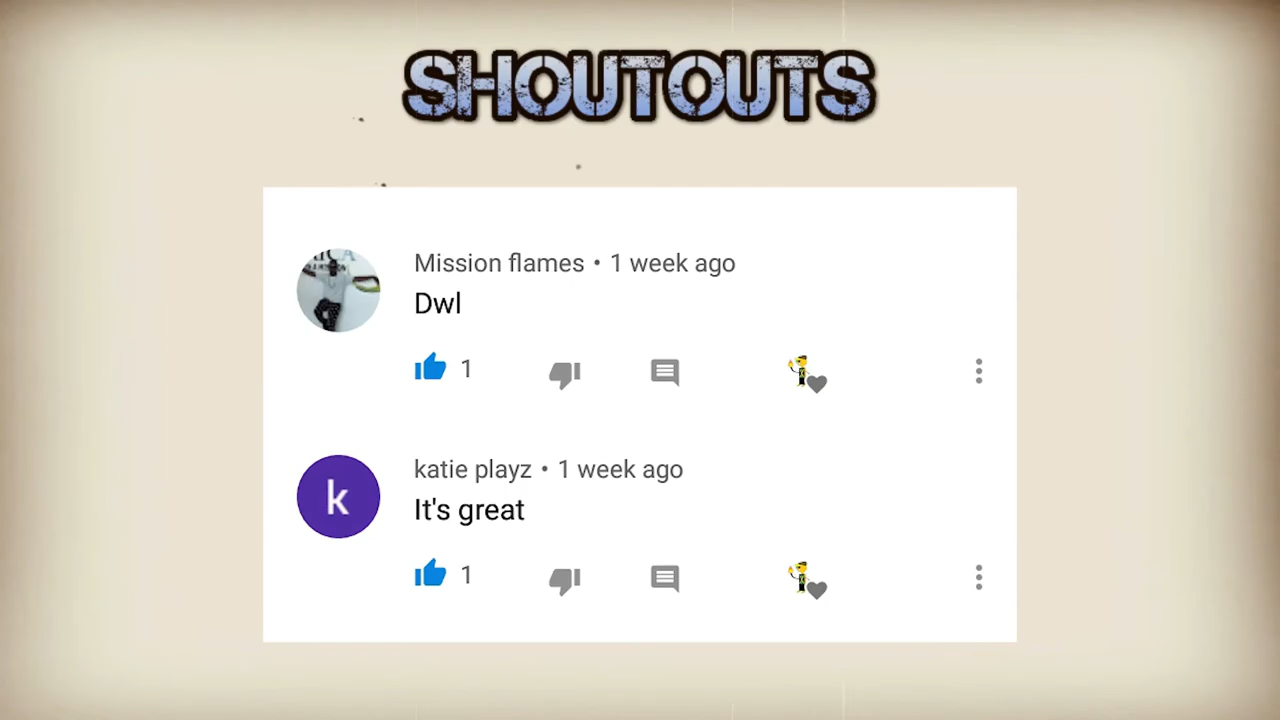 SHOUTOUTS
Mission flames • 1 week ago
Dwl
1
katie playz • 1 week ago
k
It's great
1